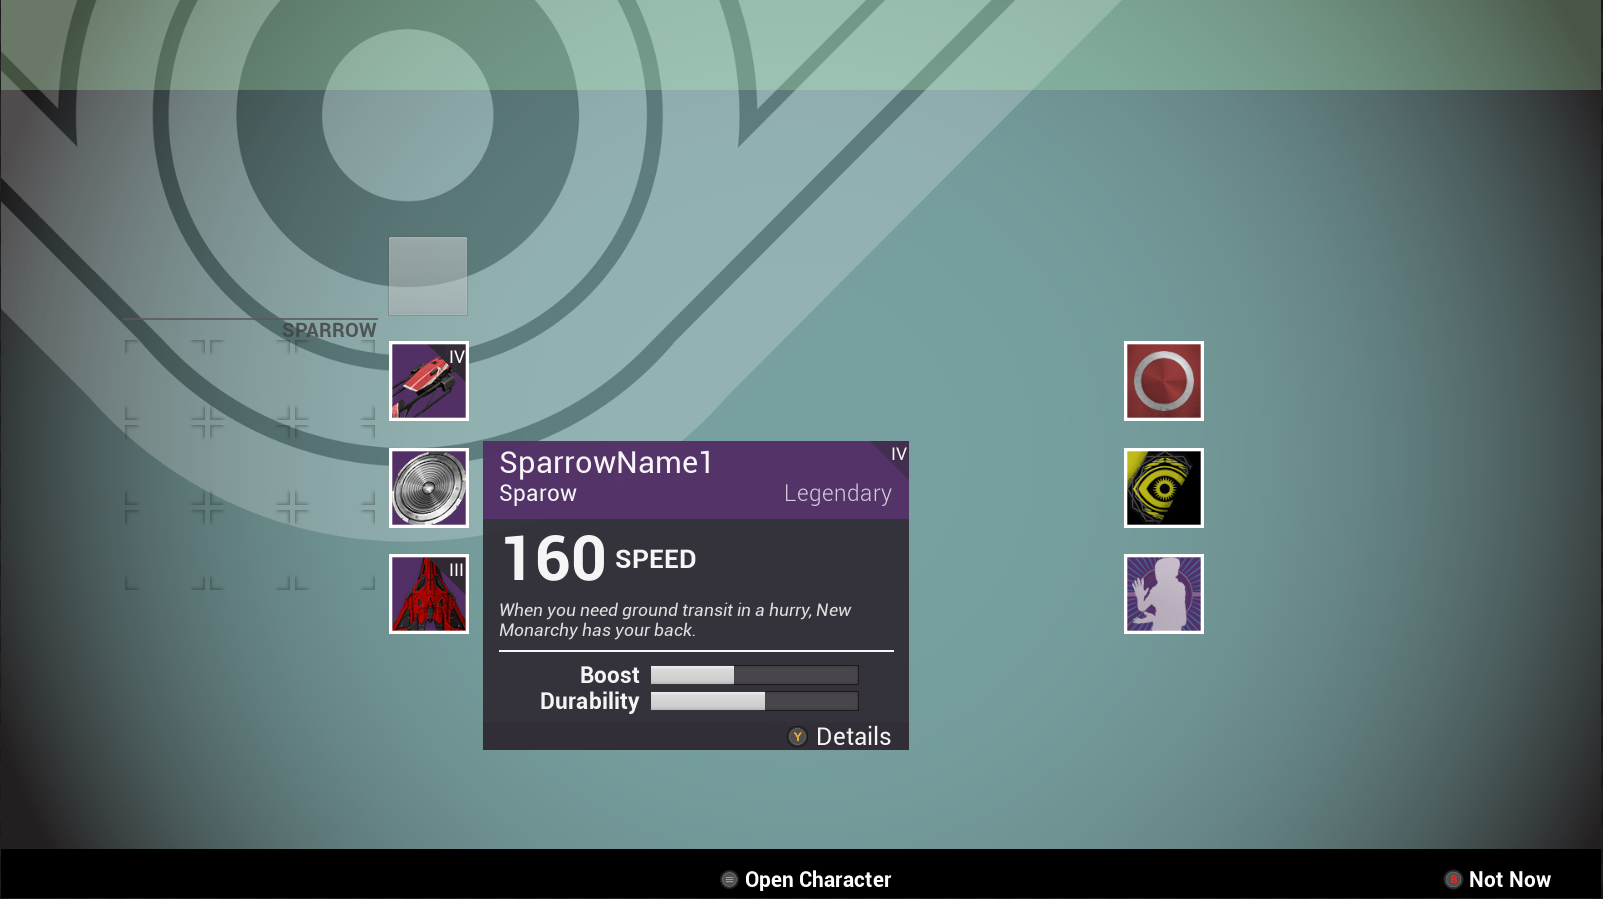 SPARROW
IV
III
SparrowName1
IV
Sparow
Legendary
160 SPEED
When you need ground transit in a hurry, New
Monarchy has your back.
Boost
Durability
Y Details
Open Character
B Not Now